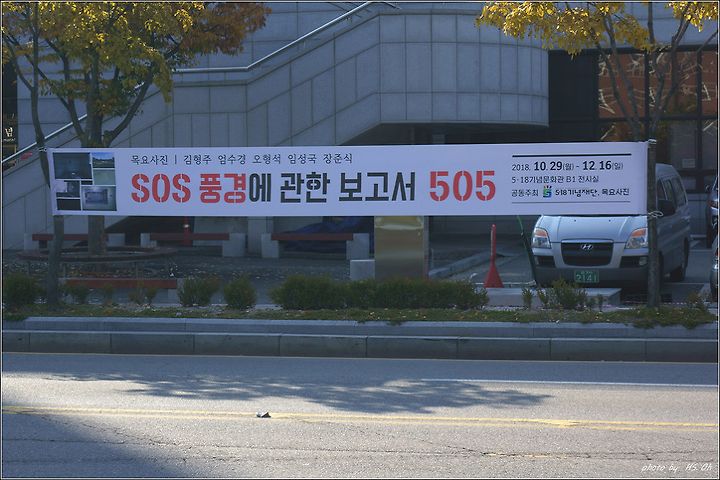 목요사진 | 김형주 엄수경 오형석 임성국 장준식
SOS 풍경에 관한 보고서 505
2018. 10.29(월) - 12.16(일)
5·18기념문화관 B1 전시실
공동주최 518기념재단, 목요사진
2141
photo by HS. Oh